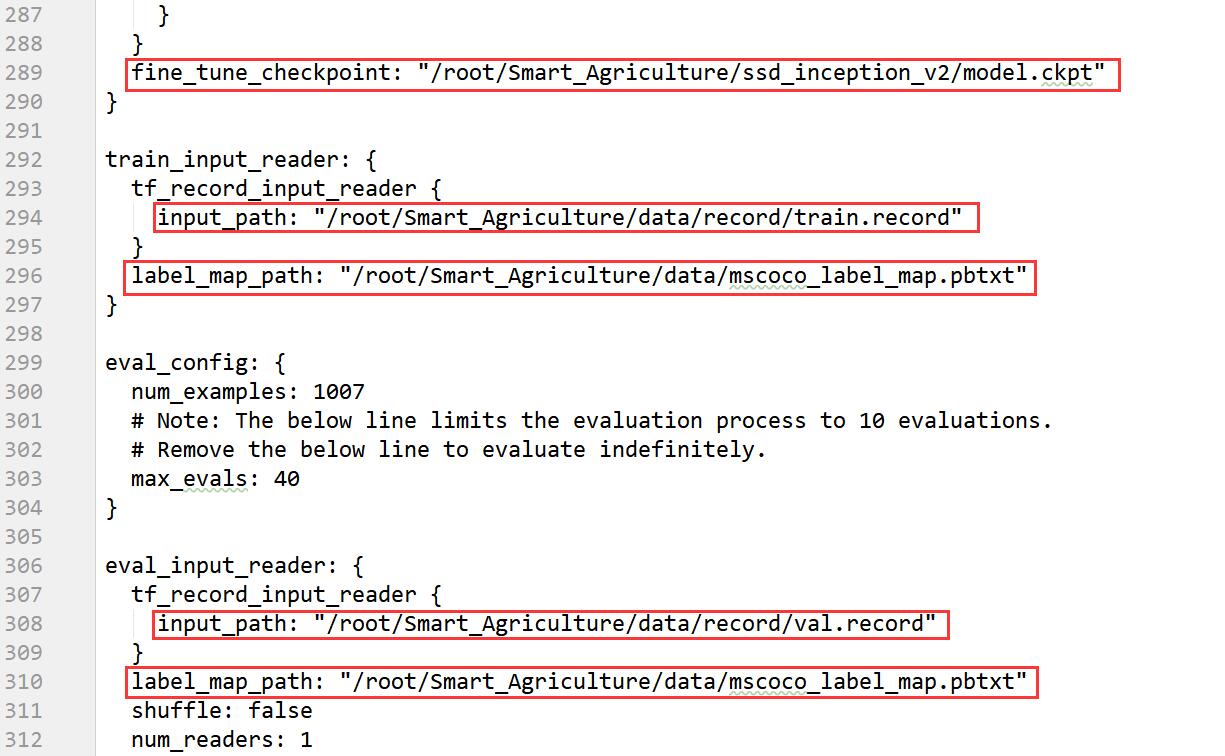 287     }
288   }
289   fine_tune_checkpoint: "/root/Smart_Agriculture/ssd_inception_v2/model.ckpt"
290 }
291
292 train_input_reader: {
293   tf_record_input_reader {
294     input_path: "/root/Smart_Agriculture/data/record/train.record"
295   }
296   label_map_path: "/root/Smart_Agriculture/data/mscoco_label_map.pbtxt"
297 }
298
299 eval_config: {
300   num_examples: 1007
301   # Note: The below line limits the evaluation process to 10 evaluations.
302   # Remove the below line to evaluate indefinitely.
303   max_evals: 40
304 }
305
306 eval_input_reader: {
307   tf_record_input_reader {
308     input_path: "/root/Smart_Agriculture/data/record/val.record"
309   }
310   label_map_path: "/root/Smart_Agriculture/data/mscoco_label_map.pbtxt"
311   shuffle: false
312   num_readers: 1